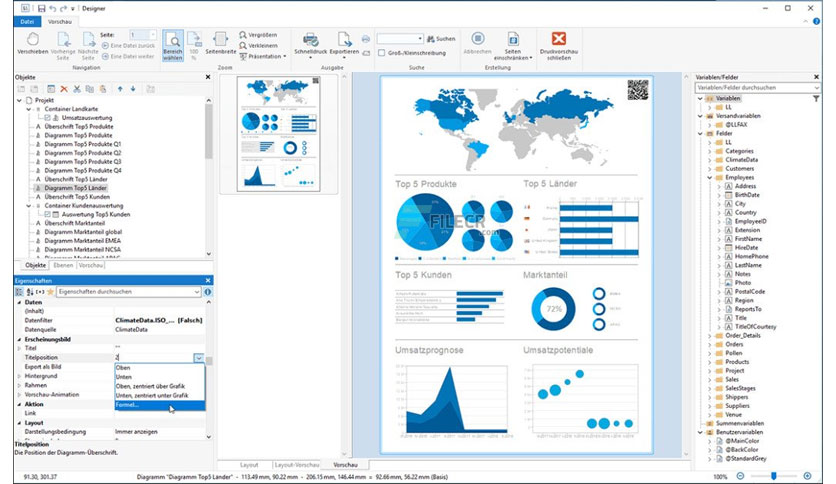 Designer
Datei Vorschau
Verschieben
Vorherige Seite
Nächste Seite
Seite: 1
Eine Datei zurück
Eine Datei weiter
Navigation
Bereich wählen
100 %
Seitenbreite
Vergrößern
Verkleinern
Präsentation
Zoom
Schnelldruck
Exportieren
Ausgabe
Suchen
Groß-/Kleinschreibung
Suche
Abbrechen
Seiten einschränken
Erstellung
Druckvorschau schließen
Objekte
Projekt
Container Landkarte
Umsatzauswertung
Überschrift Top5 Produkte
Diagramm Top5 Produkte
Diagramm Top5 Produkte Q1
Diagramm Top5 Produkte Q2
Diagramm Top5 Produkte Q3
Diagramm Top5 Produkte Q4
Überschrift Top5 Länder
Diagramm Top5 Länder
Überschrift Top5 Kunden
Container Kundenauswertung
Auswertung Top5 Kunden
Überschrift Marktanteil
Diagramm Marktanteil global
Diagramm Marktanteil EMEA
Diagramm Marktanteil NCSA
Objekte Ebenen Vorschau
Eigenschaften
Eigenschaften durchsuchen
Daten
(Inhalt)
Datenfilter ClimateData.ISO_... [Falsch]
Datenquelle ClimateData
Erscheinungsbild
Titel ""
Titelposition 2
Export als Bild
Hintergrund
Rahmen
Vorschau-Animation
Oben
Unten
Oben, zentriert über Grafik
Unten, zentriert unter Grafik
Formel...
Aktion
Link
Layout
Darstellungsbedingung Immer anzeigen
Titelposition
Die Position der Diagramm-Überschrift.
Top 5 Produkte
Top 5 Länder
FILECR
.com
Top 5 Kunden
Marktanteil
72%
Umsatzprognose
Umsatzpotentiale
Layout Layout-Vorschau Vorschau
Variablen/Felder
Variablen/Felder durchsuchen
Variablen
LL
Versandvariablen
@LLFAX
Felder
LL
Categories
ClimateData
Customers
Employees
Address
BirthDate
City
Country
EmployeeID
Extension
FirstName
HireDate
HomePhone
LastName
Notes
Photo
PostalCode
Region
ReportsTo
Title
TitleOfCourtesy
Order_Details
Orders
Pollen
Products
Project
Sales
SalesStages
Shippers
Suppliers
Venue
Summenvariablen
Benutzervariablen
@MainColor
@BackColor
@StandardGrey
91.30, 301.37
Diagramm "Diagramm Top5 Länder" - 113.49 mm, 90.22 mm - 206.15 mm, 146.44 mm = 92.66 mm, 56.22 mm (Basis)
100%